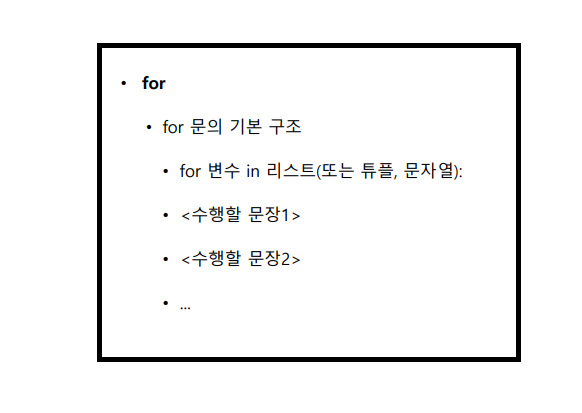 • for
• for 문의 기본 구조
• for 변수 in 리스트(또는 튜플, 문자열):
• <수행할 문장1>
• <수행할 문장2>
• ...